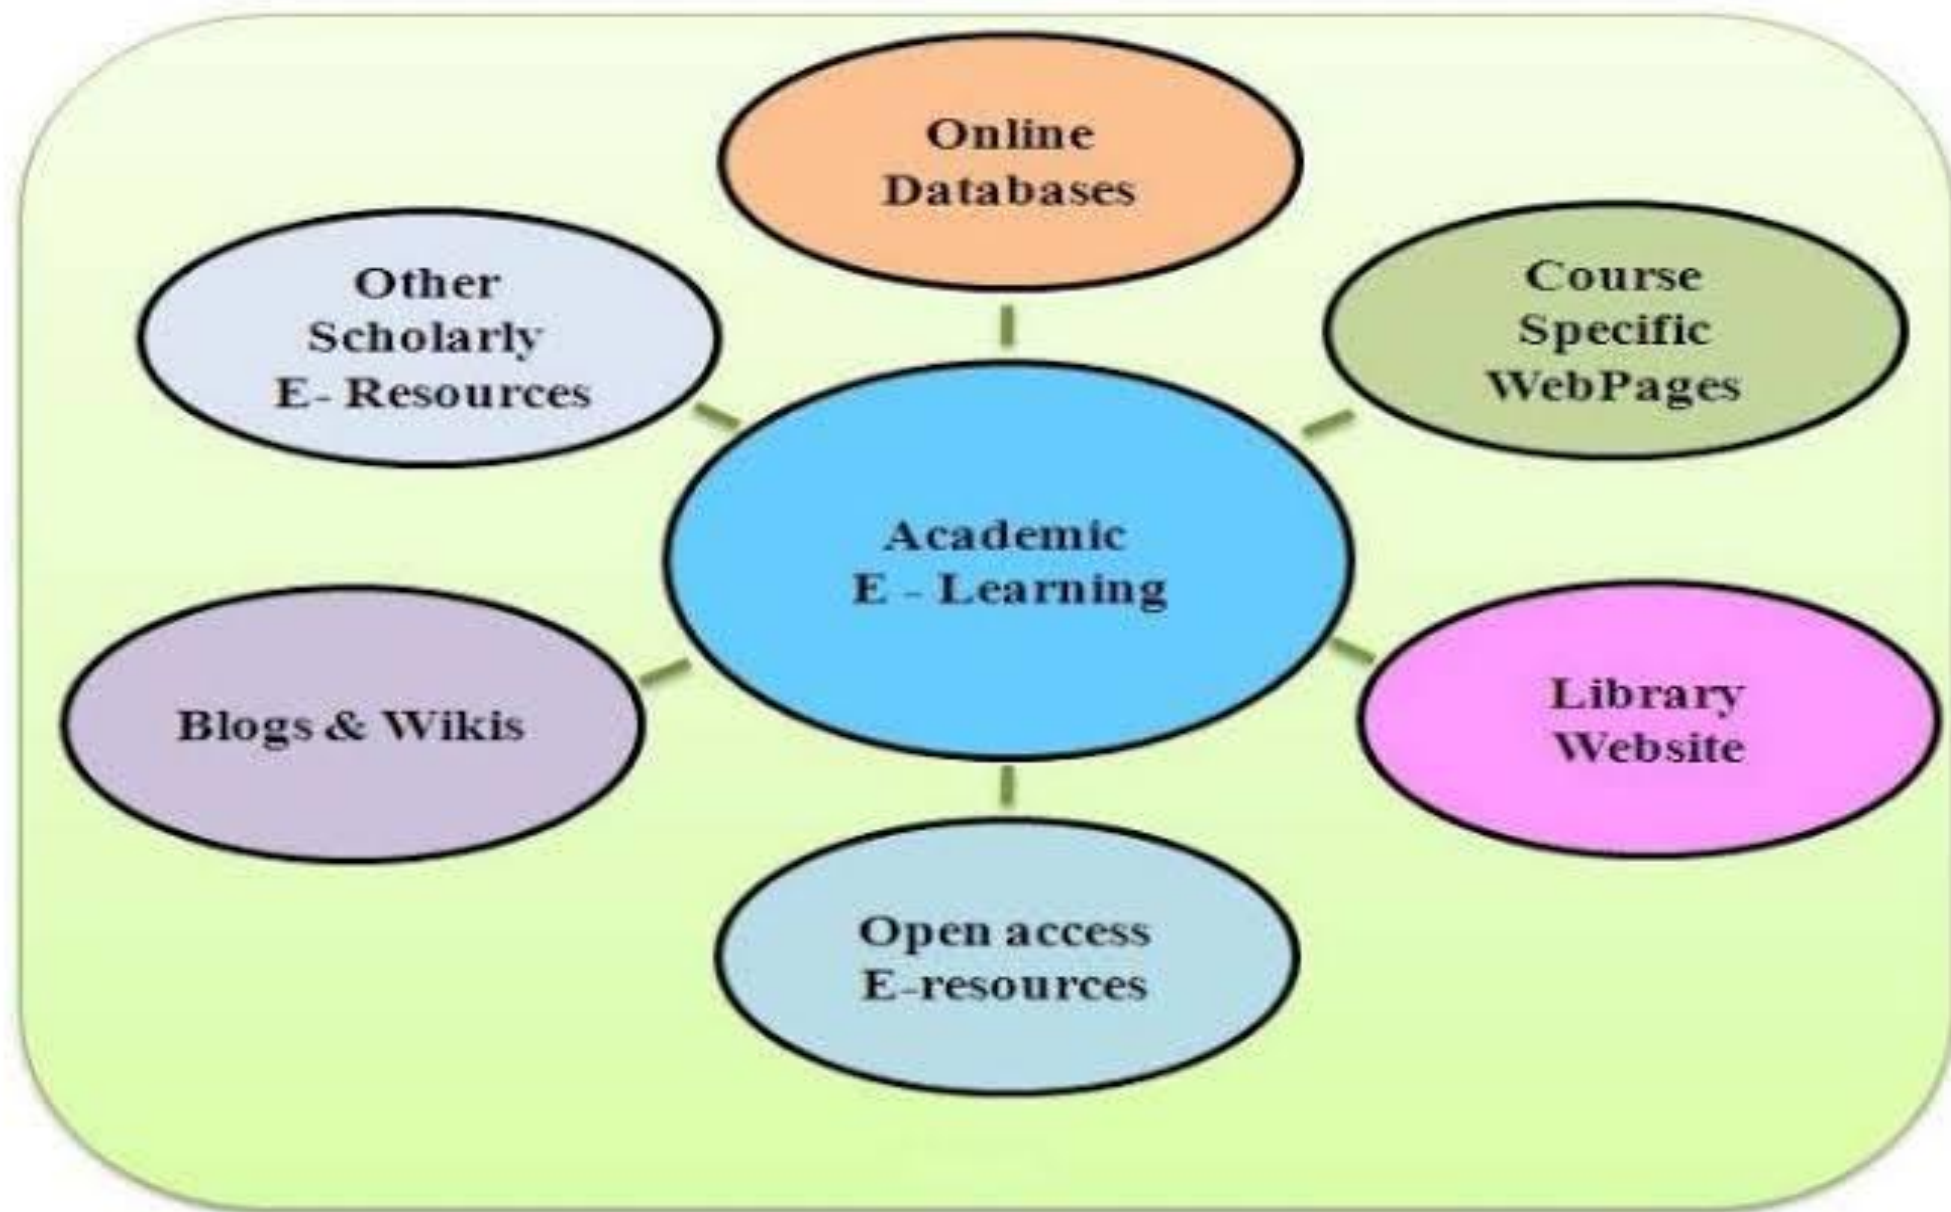 Online
Databases
Other
Scholarly
E- Resources
Course
Specific
WebPages
Academic
E - Learning
Blogs & Wikis
Library
Website
Open access
E-resources